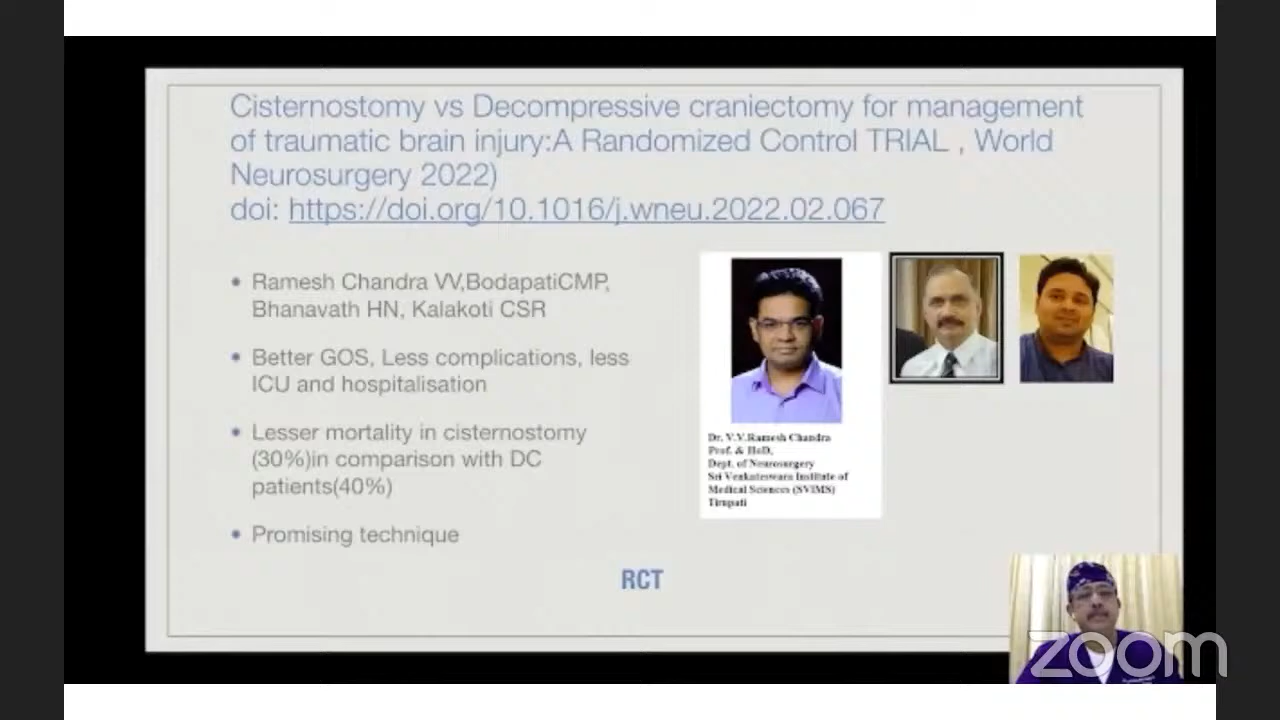 Cisternostomy vs Decompressive craniectomy for management
of traumatic brain injury:A Randomized Control TRIAL , World
Neurosurgery 2022)
doi: https://doi.org/10.1016/j.wneu.2022.02.067
• Ramesh Chandra VV,BodapatiCMP,
Bhanavath HN, Kalakoti CSR
• Better GOS, Less complications, less
ICU and hospitalisation
• Lesser mortality in cisternostomy
(30%)in comparison with DC
patients(40%)
• Promising technique
Dr. V.V.Ramesh Chandra
Prof. & HoD,
Dept. of Neurosurgery
Sri Venkateswara Institute of
Medical Sciences (SVIMS)
Tirupati
RCT
zoom